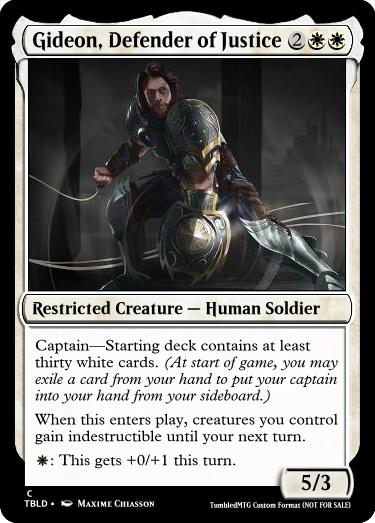 Gideon, Defender of Justice 2
Restricted Creature — Human Soldier
Captain—Starting deck contains at least
thirty white cards. (At start of game, you may
exile a card from your hand to put your captain
into your hand from your sideboard.)
When this enters play, creatures you control
gain indestructible until your next turn.
: This gets +0/+1 this turn.
5/3
C
TBLD • Maxime Chiasson
TumbledMTG Custom Format (NOT FOR SALE)